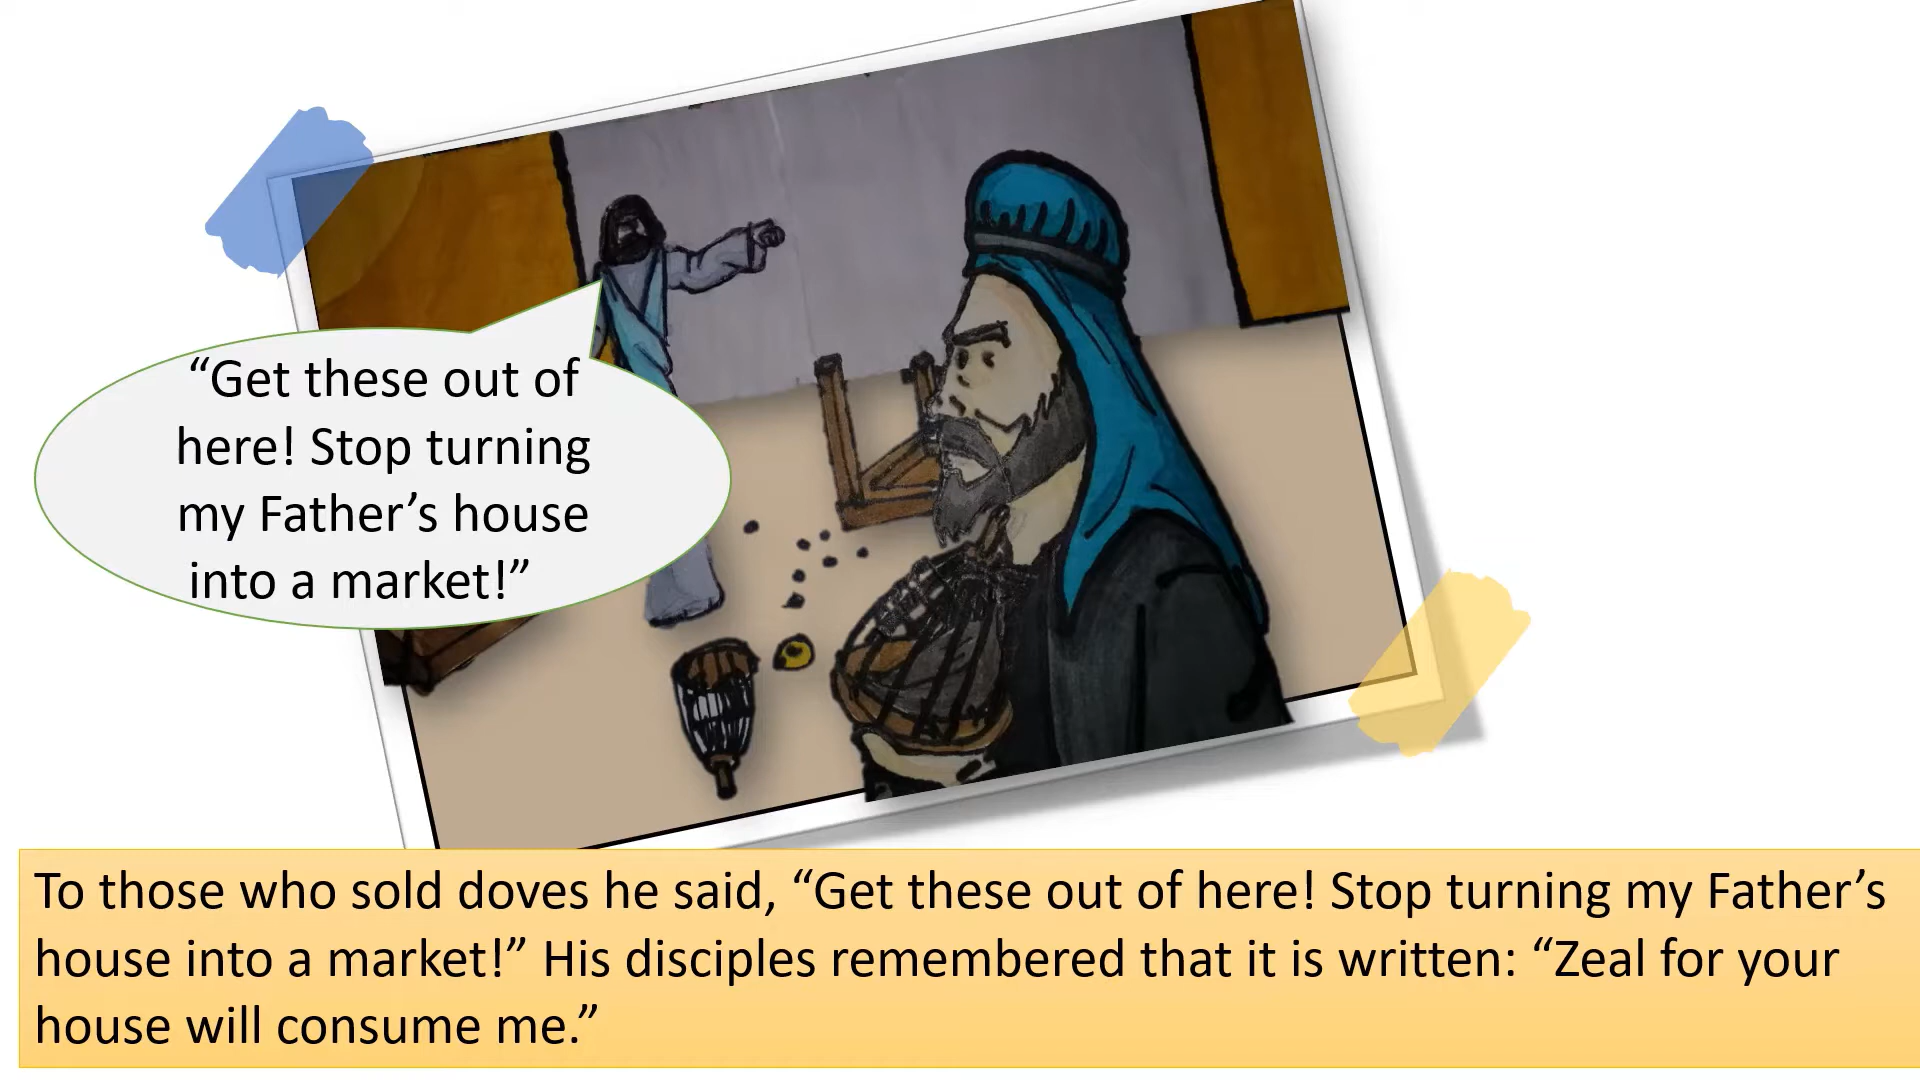 “Get these out of
here! Stop turning
my Father’s house
into a market!”
To those who sold doves he said, “Get these out of here! Stop turning my Father’s
house into a market!” His disciples remembered that it is written: “Zeal for your
house will consume me.”